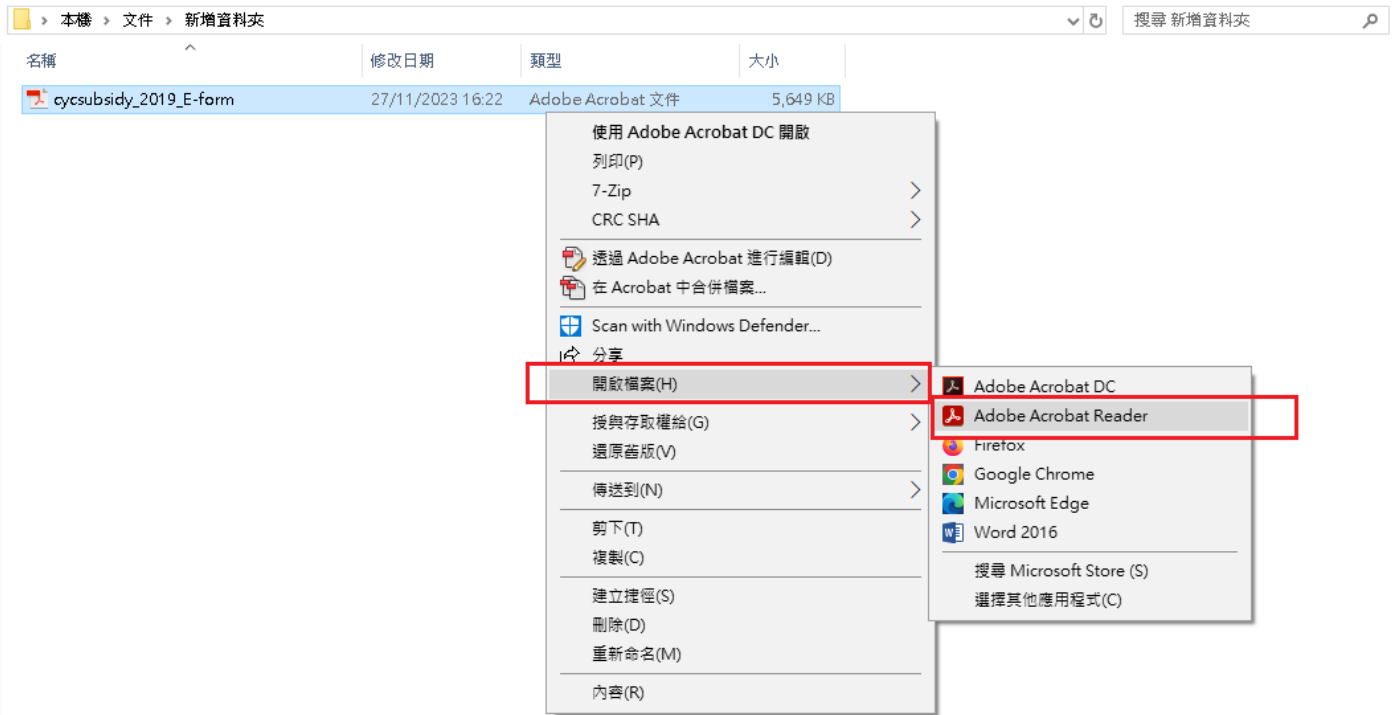 本機 > 文件 > 新增資料夾
搜尋 新增資料夾
名稱 修改日期 類型 大小
cycsubsidy_2019_E-form 27/11/2023 16:22 Adobe Acrobat 文件 5,649 KB
使用 Adobe Acrobat DC 開啟
列印(P)
7-Zip
CRC SHA
透過 Adobe Acrobat 進行編輯(D)
在 Acrobat 中合併檔案...
Scan with Windows Defender...
分享
開啟檔案(H)
授與存取權給(G)
還原舊版(V)
傳送到(N)
剪下(T)
複製(C)
建立捷徑(S)
刪除(D)
重新命名(M)
內容(R)
Adobe Acrobat DC
Adobe Acrobat Reader
Firefox
Google Chrome
Microsoft Edge
Word 2016
搜尋 Microsoft Store (S)
選擇其他應用程式(C)